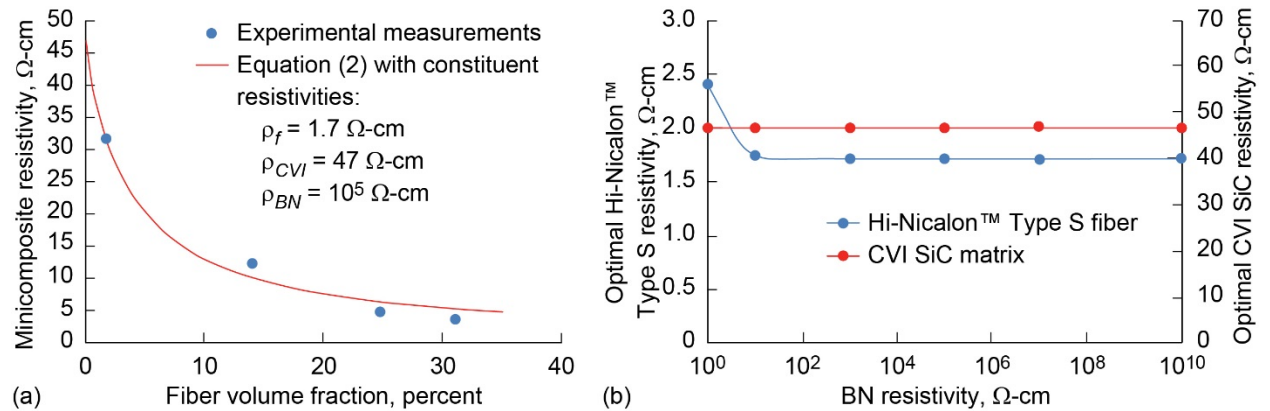 50
45
40
35
30
25
20
15
10
5
0
Minicomposite resistivity, Ω-cm
Experimental measurements
Equation (2) with constituent
resistivities:
ρf = 1.7 Ω-cm
ρCVI = 47 Ω-cm
ρBN = 10⁵ Ω-cm
0 10 20 30 40
Fiber volume fraction, percent
(a)
Optimal Hi-Nicalon™
Type S resistivity, Ω-cm
3.0
2.5
2.0
1.5
1.0
.5
0
Hi-Nicalon™ Type S fiber
CVI SiC matrix
70
60
50
40
30
20
10
0
Optimal CVI SiC resistivity, Ω-cm
10⁰ 10² 10⁴ 10⁶ 10⁸ 10¹⁰
BN resistivity, Ω-cm
(b)